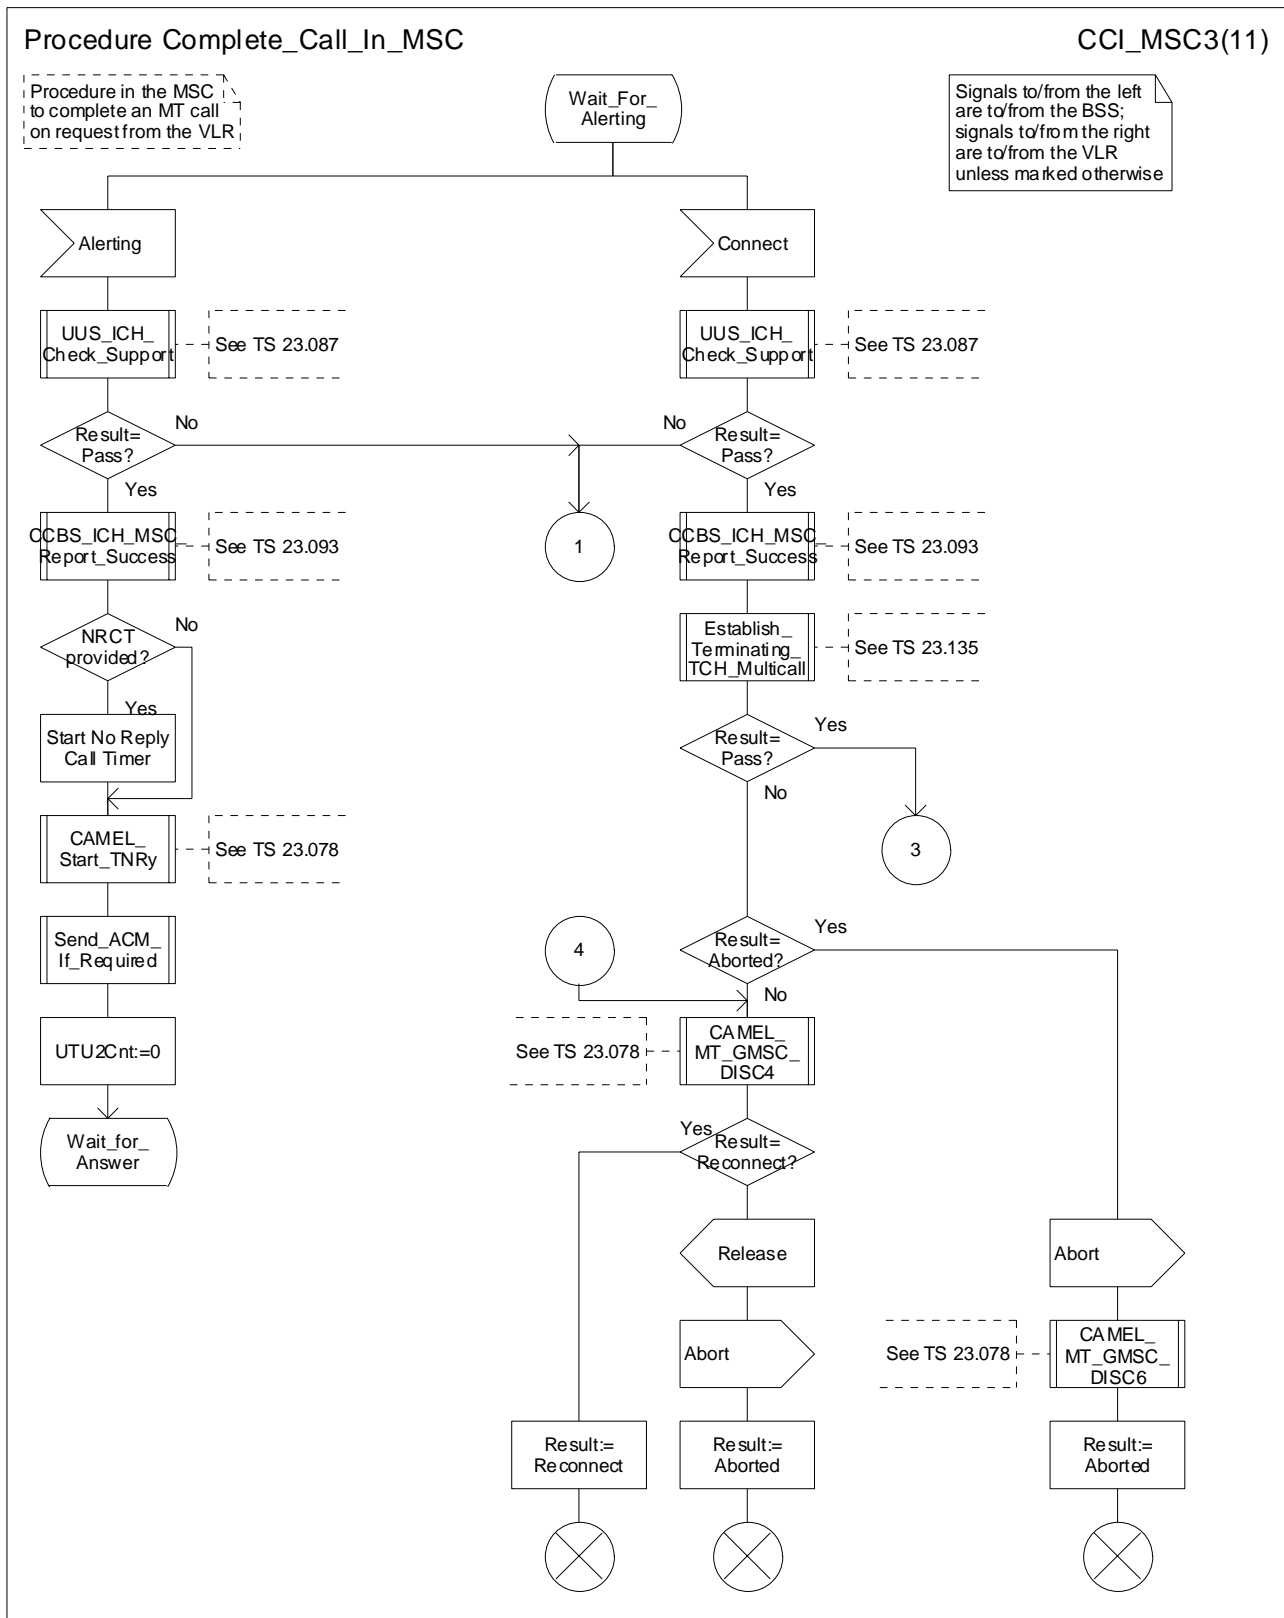 Procedure Complete_Call_In_MSC
CCI_MSC3(11)
Procedure in the MSC
to complete an MT call
on request from the VLR
Wait_For_
Alerting
Signals to/from the left
are to/from the BSS;
signals to/from the right
are to/from the VLR
unless marked otherwise
Alerting
Connect
UUS_ICH_
Check_Support
See TS 23.087
UUS_ICH_
Check_Support
See TS 23.087
Result=
Pass?
No
No
Result=
Pass?
Yes
Yes
CCBS_ICH_MSC_
Report_Success
See TS 23.093
1
CCBS_ICH_MSC_
Report_Success
See TS 23.093
NRCT
provided?
No
Establish_
Terminating_
TCH_Multicall
See TS 23.135
Yes
Start No Reply
Call Timer
Result=
Pass?
Yes
No
CAMEL_
Start_TNRy
See TS 23.078
3
Send_ACM_
If_Required
4
Result=
Aborted?
Yes
No
UTU2Cnt:=0
See TS 23.078
CAMEL_
MT_GMSC_
DISC4
Wait_for_
Answer
Yes
Result=
Reconnect?
Release
Abort
Abort
See TS 23.078
CAMEL_
MT_GMSC_
DISC6
Result:=
Reconnect
Result:=
Aborted
Result:=
Aborted